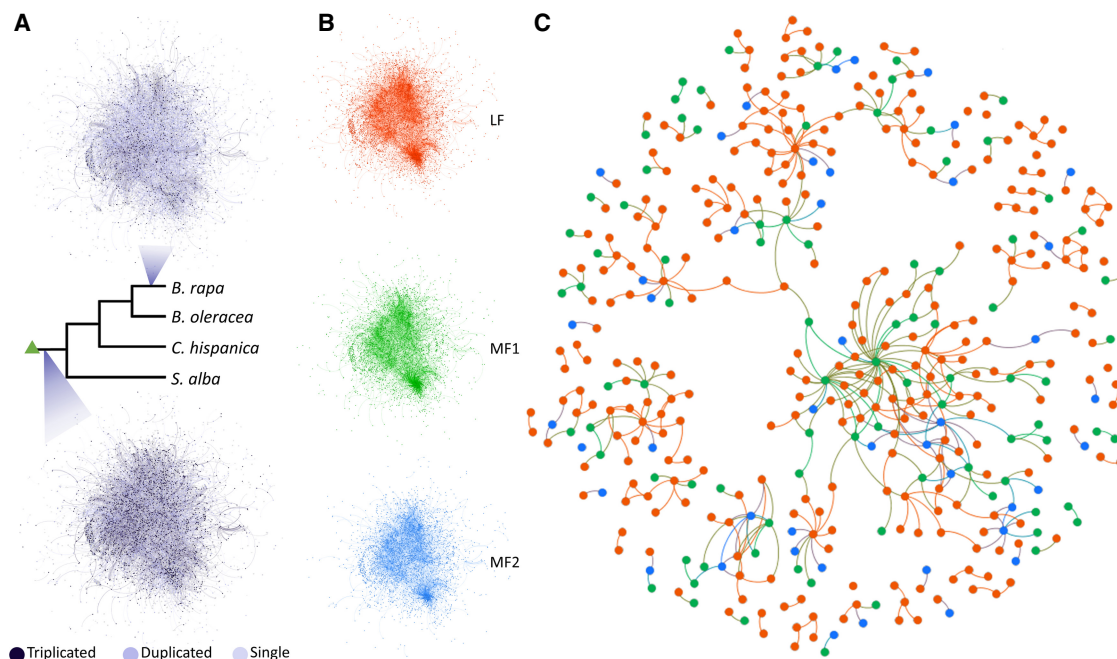 A
B
C
LF
B. rapa
B. oleracea
C. hispanica
S. alba
MF1
MF2
Triplicated
Duplicated
Single